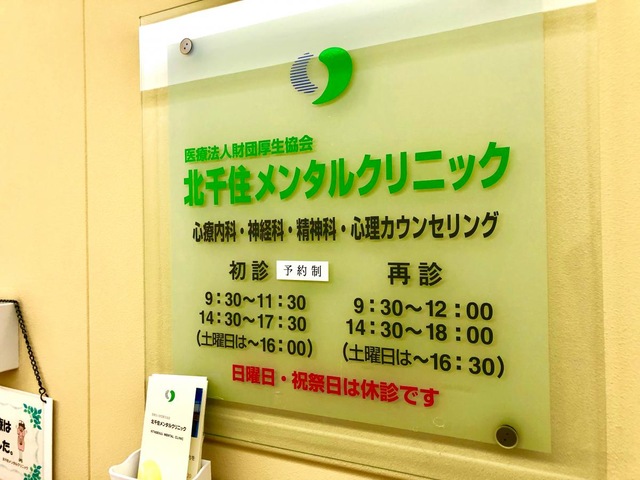 医療法人財団厚生協会
北千住メンタルクリニック
心療内科・神経科・精神科・心理カウンセリング
初診 予約制 再診
9：30～11：30 9：30～12：00
14：30～17：30 14：30～18：00
(土曜日は～16：00) (土曜日は～16：30)
日曜日・祝祭日は休診です
北千住メンタルクリニック